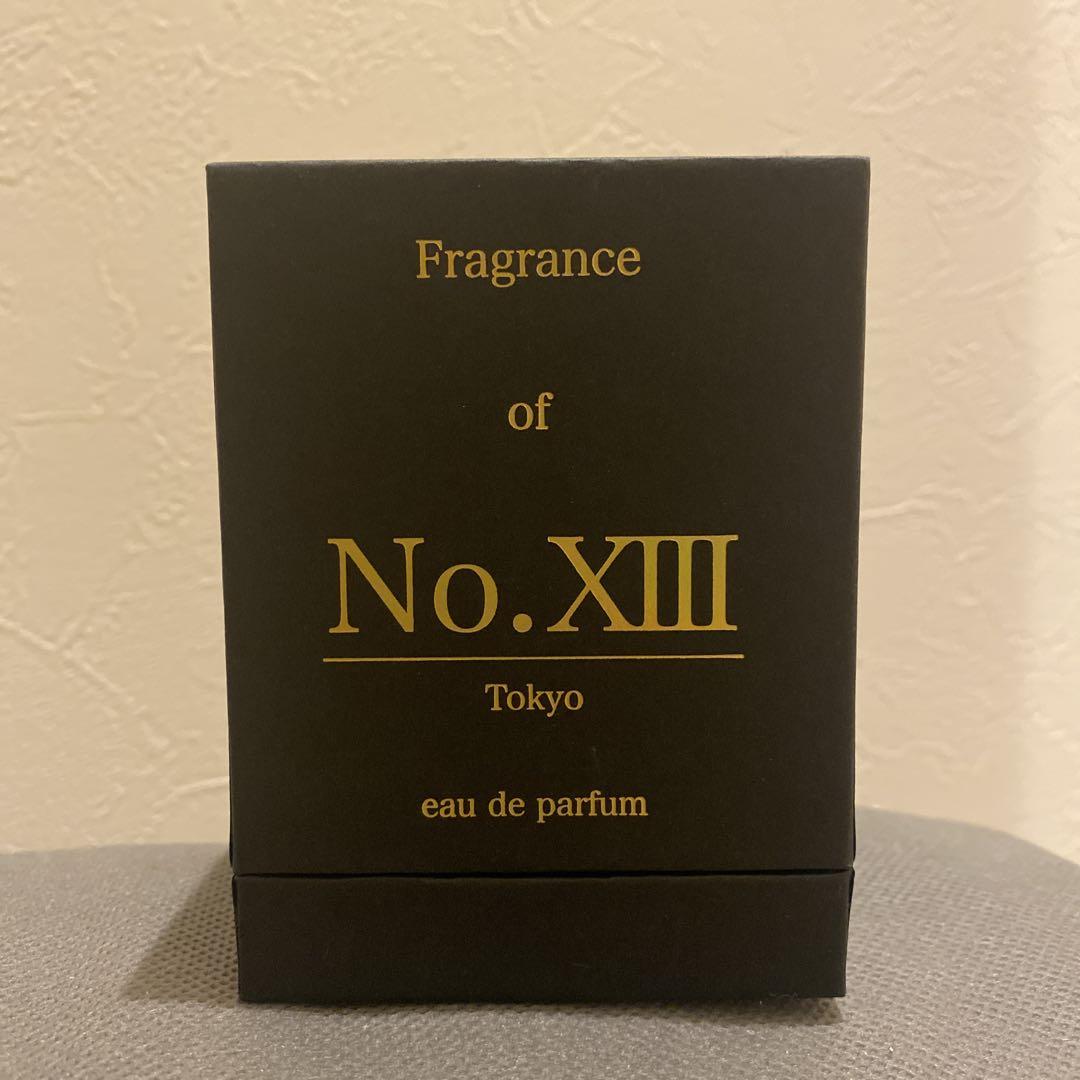 Fragrance
of
No.XIII
Tokyo
eau de parfum